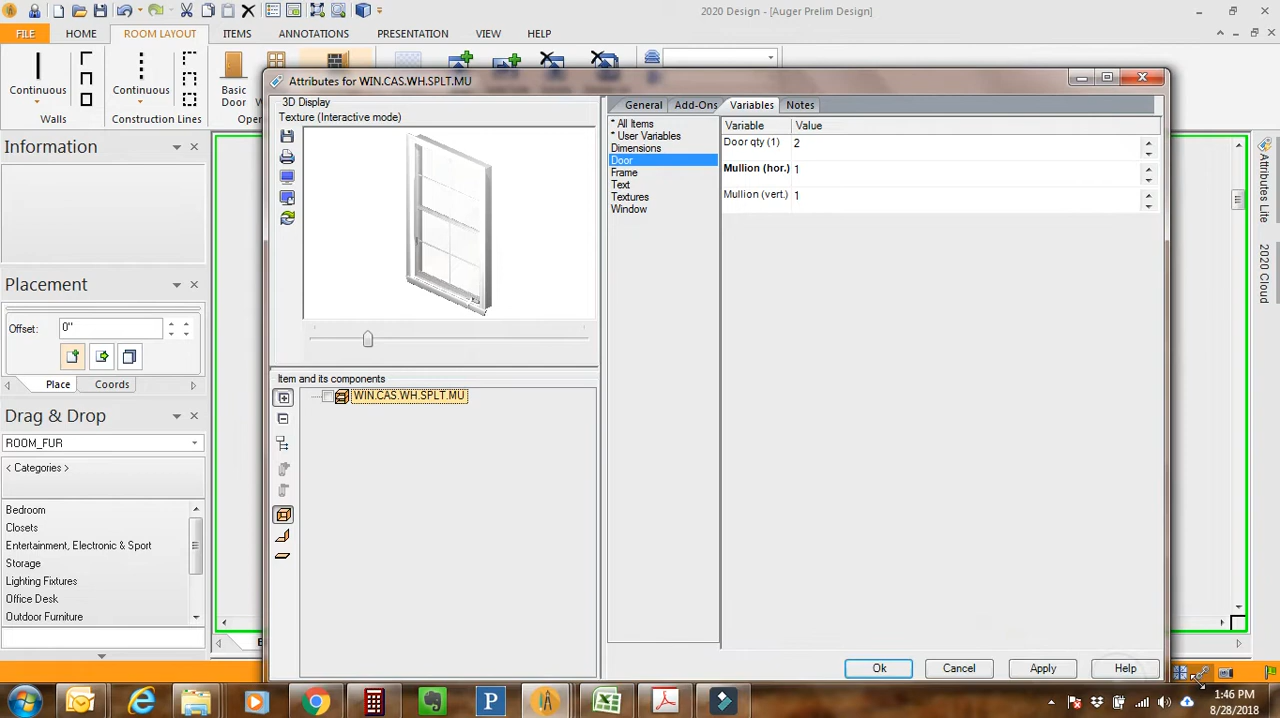 2020 Design - [Auger Prelim Design]
FILE
HOME
ROOM LAYOUT
ITEMS
ANNOTATIONS
PRESENTATION
VIEW
HELP
Continuous
Walls
Continuous
Construction Lines
Basic
Door
W
Oper
Information
Placement
Offset:
0"
Place
Coords
Drag & Drop
ROOM_FUR
< Categories >
Bedroom
Closets
Entertainment, Electronic & Sport
Storage
Lighting Fixtures
Office Desk
Outdoor Furniture
Attributes for WIN.CAS.WH.SPLT.MU
3D Display
Texture (Interactive mode)
Item and its components
WIN.CAS.WH.SPLT.MU
General
Add-Ons
Variables
Notes
* All Items
* User Variables
Dimensions
Door
Frame
Text
Textures
Window
Variable Value
Door qty (1) 2
Mullion (hor.) 1
Mullion (vert.) 1
Ok
Cancel
Apply
Help
Attributes Life
2020 Cloud
1:46 PM
8/28/2018